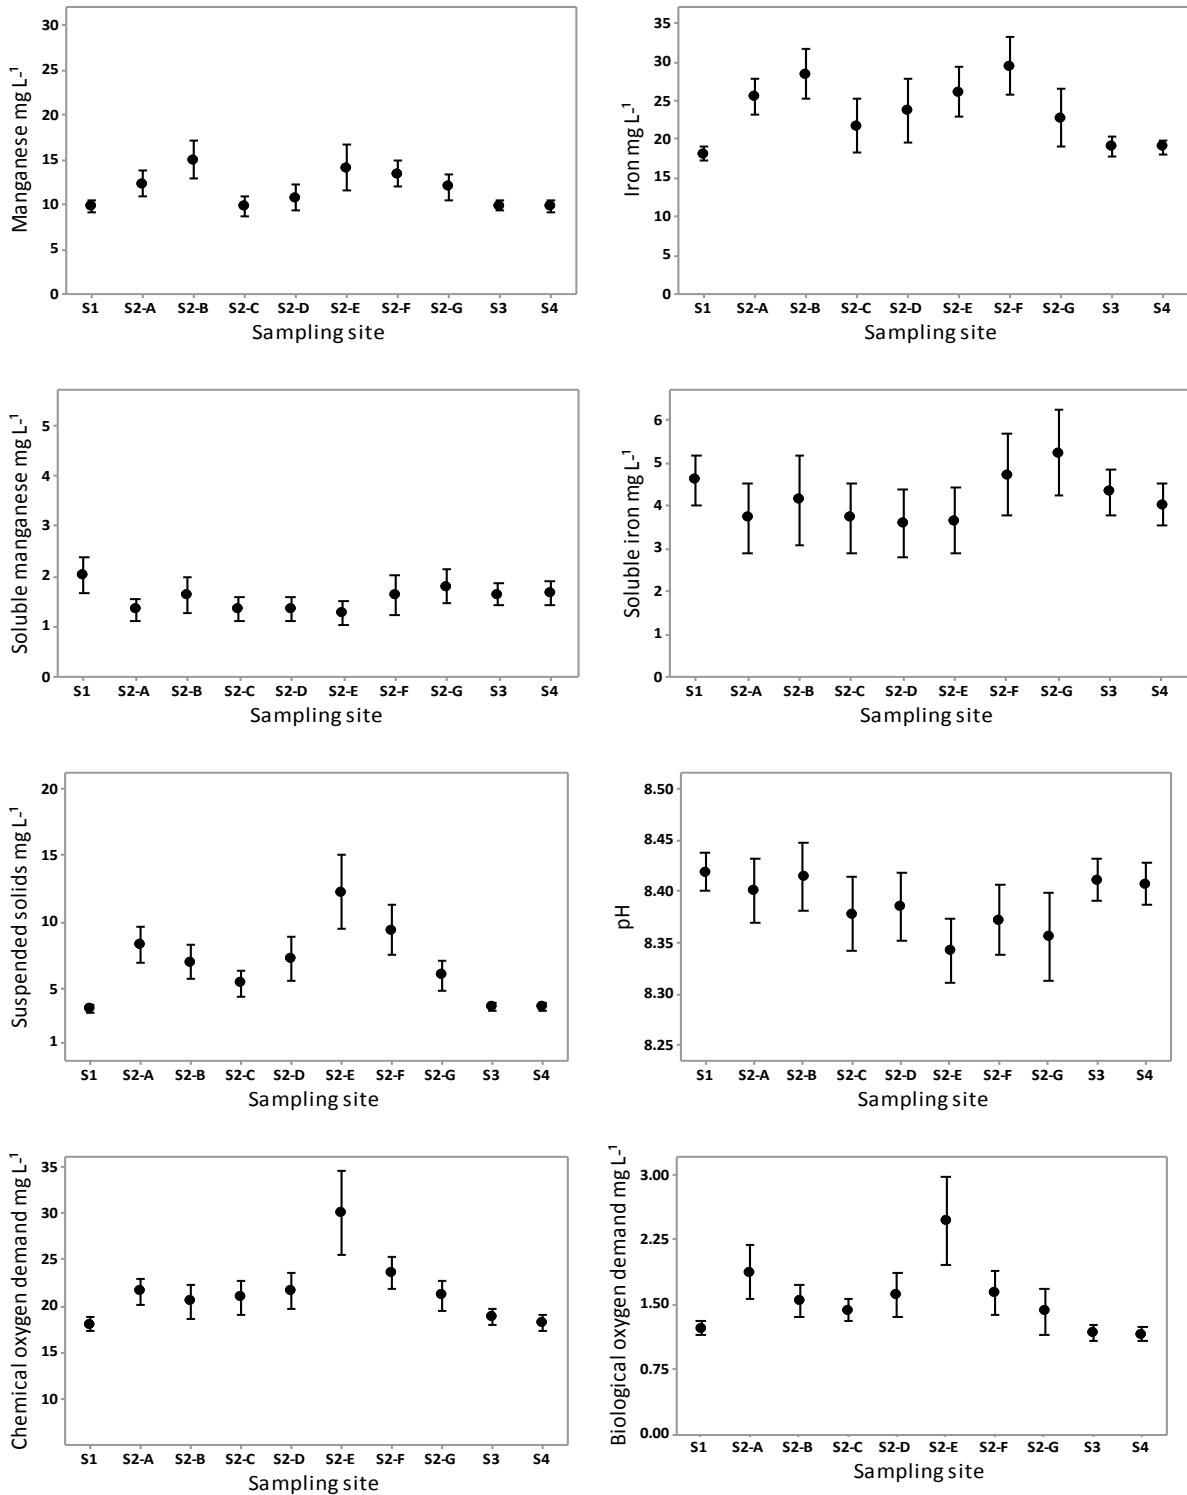 Manganese mg L-1
30
25
20
15
10
5
0
S1 S2-A S2-B S2-C S2-D S2-E S2-F S2-G S3 S4
Sampling site
Iron mg L-1
35
30
25
20
15
10
5
0
S1 S2-A S2-B S2-C S2-D S2-E S2-F S2-G S3 S4
Sampling site
Soluble manganese mg L-1
5
4
3
2
1
0
S1 S2-A S2-B S2-C S2-D S2-E S2-F S2-G S3 S4
Sampling site
Soluble iron mg L-1
6
5
4
3
2
1
0
S1 S2-A S2-B S2-C S2-D S2-E S2-F S2-G S3 S4
Sampling site
Suspended solids mg L-1
20
15
10
5
1
S1 S2-A S2-B S2-C S2-D S2-E S2-F S2-G S3 S4
Sampling site
pH
8.50
8.45
8.40
8.35
8.30
8.25
S1 S2-A S2-B S2-C S2-D S2-E S2-F S2-G S3 S4
Sampling site
Chemical oxygen demand mg L-1
35
30
25
20
15
10
S1 S2-A S2-B S2-C S2-D S2-E S2-F S2-G S3 S4
Sampling site
Biological oxygen demand mg L-1
3.00
2.25
1.50
0.75
0.00
S1 S2-A S2-B S2-C S2-D S2-E S2-F S2-G S3 S4
Sampling site